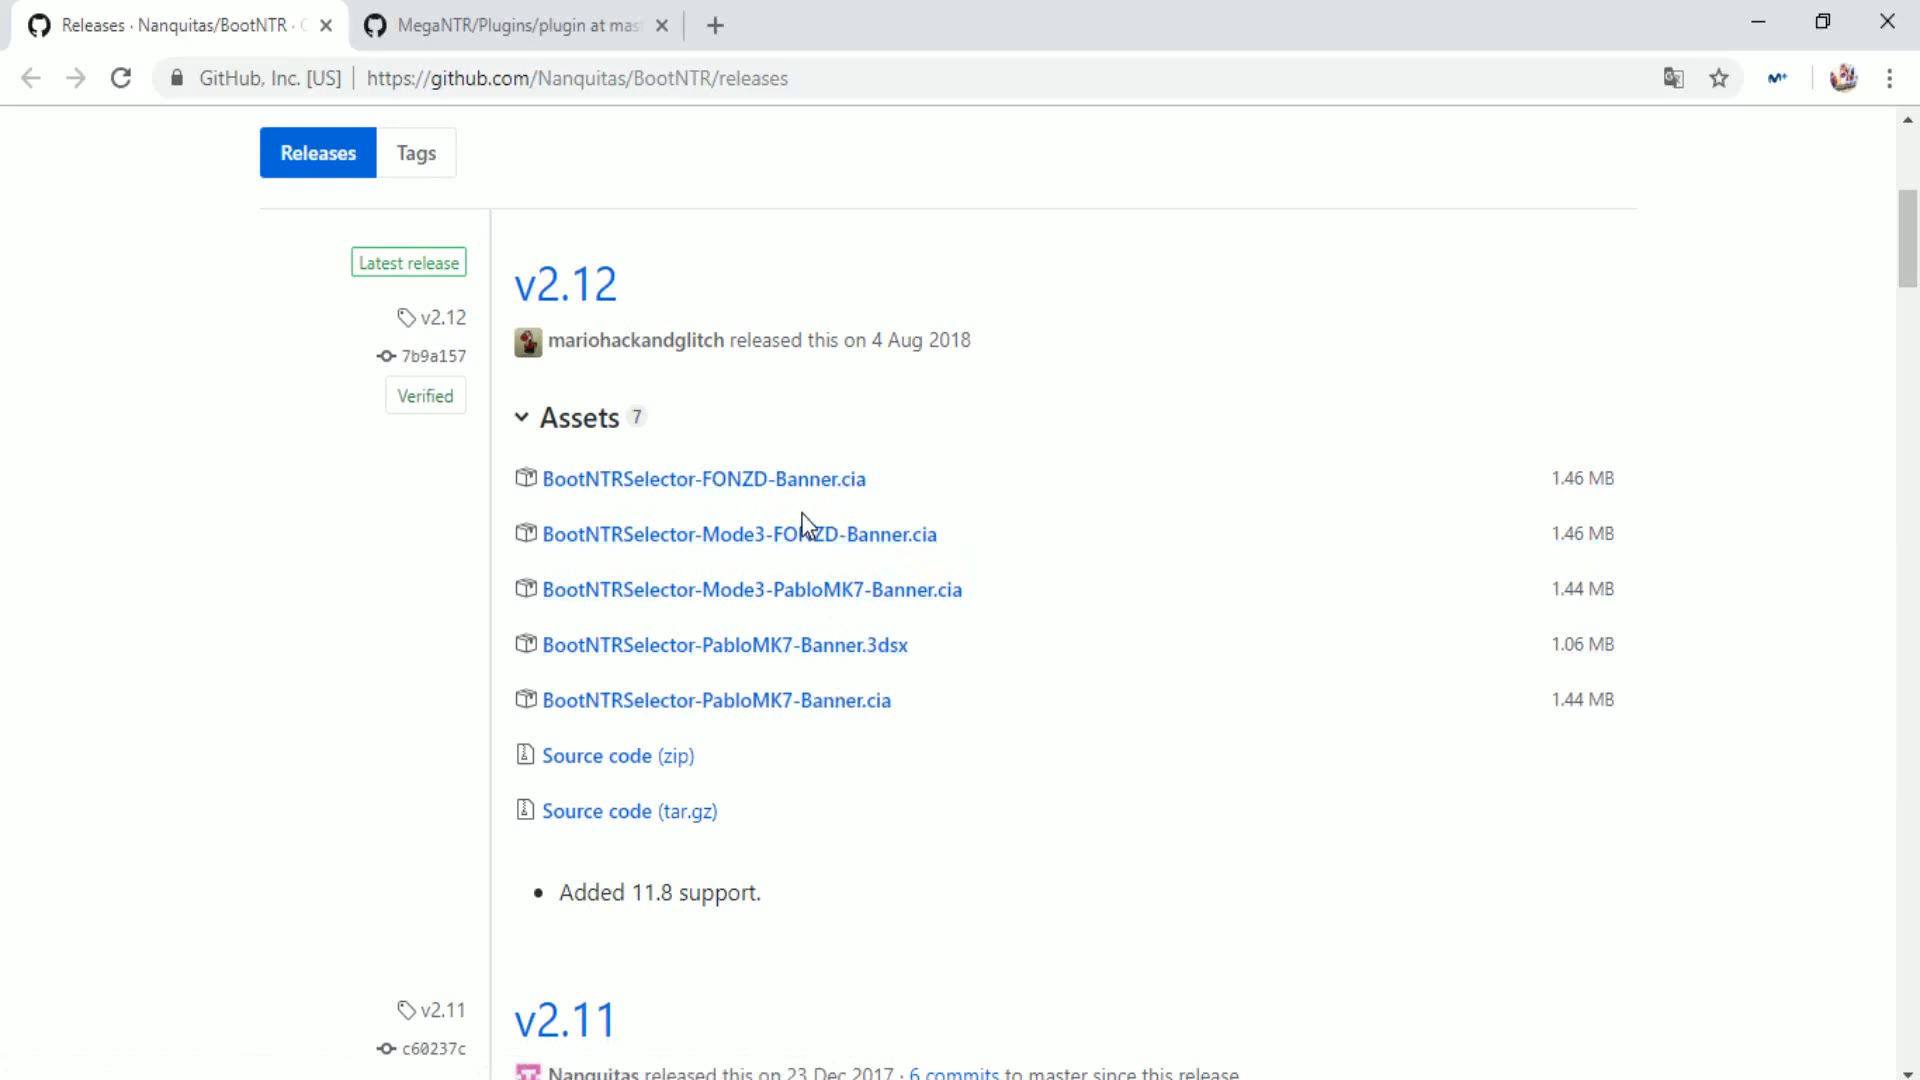 Releases · Nanquitas/BootNTR ·
MegaNTR/Plugins/plugin at mas
GitHub, Inc. [US] https://github.com/Nanquitas/BootNTR/releases
Releases Tags
Latest release
v2.12
7b9a157
Verified
v2.12
mariohackandglitch released this on 4 Aug 2018
Assets 7
BootNTRSelector-FONZD-Banner.cia 1.46 MB
BootNTRSelector-Mode3-FONZD-Banner.cia 1.46 MB
BootNTRSelector-Mode3-PabloMK7-Banner.cia 1.44 MB
BootNTRSelector-PabloMK7-Banner.3dsx 1.06 MB
BootNTRSelector-PabloMK7-Banner.cia 1.44 MB
Source code (zip)
Source code (tar.gz)
• Added 11.8 support.
v2.11
c60237c
v2.11
Nanquitas released this on 23 Dec 2017 · 6 commits to master since this release